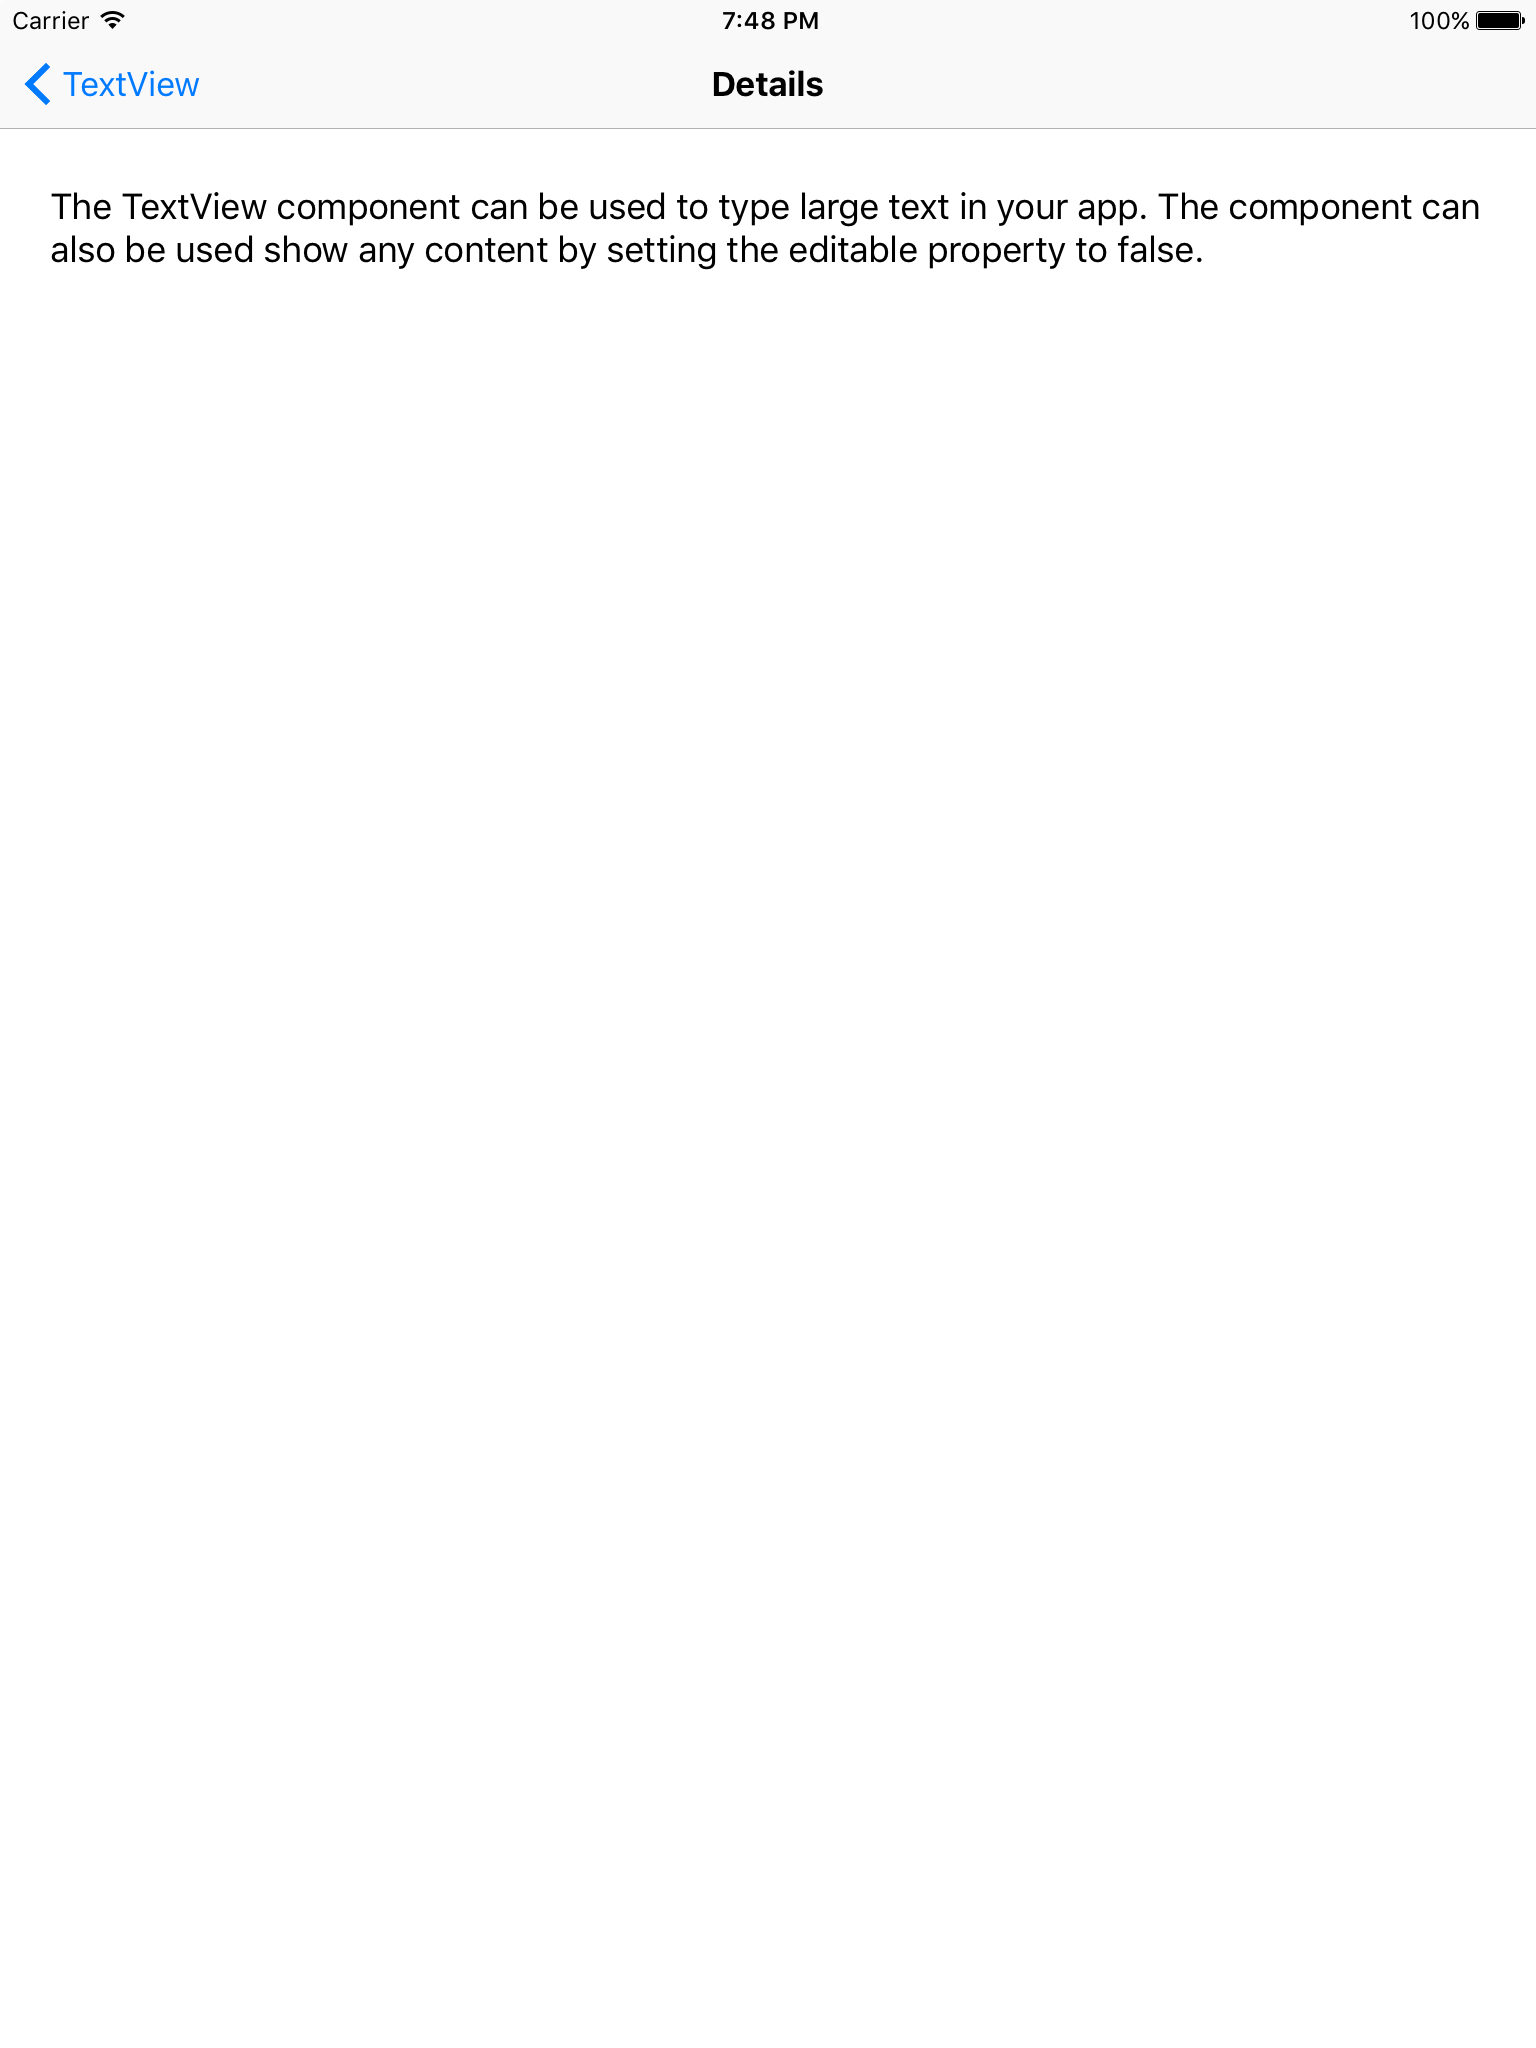 Carrier 7:48 PM 100%
TextView Details
The TextView component can be used to type large text in your app. The component can
also be used show any content by setting the editable property to false.